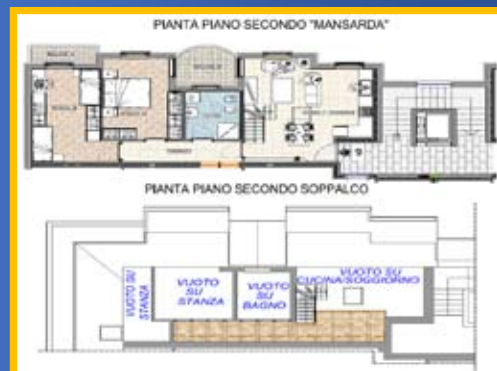 PIANTA PIANO SECONDO "MANSARDA"
PIANTA PIANO SECONDO SOPPALCO
VUOTO SU
STANZA
VUOTO
SU
STANZA
VUOTO
SU
BAGNO
VUOTO SU
CUCINA/SOGGIORNO